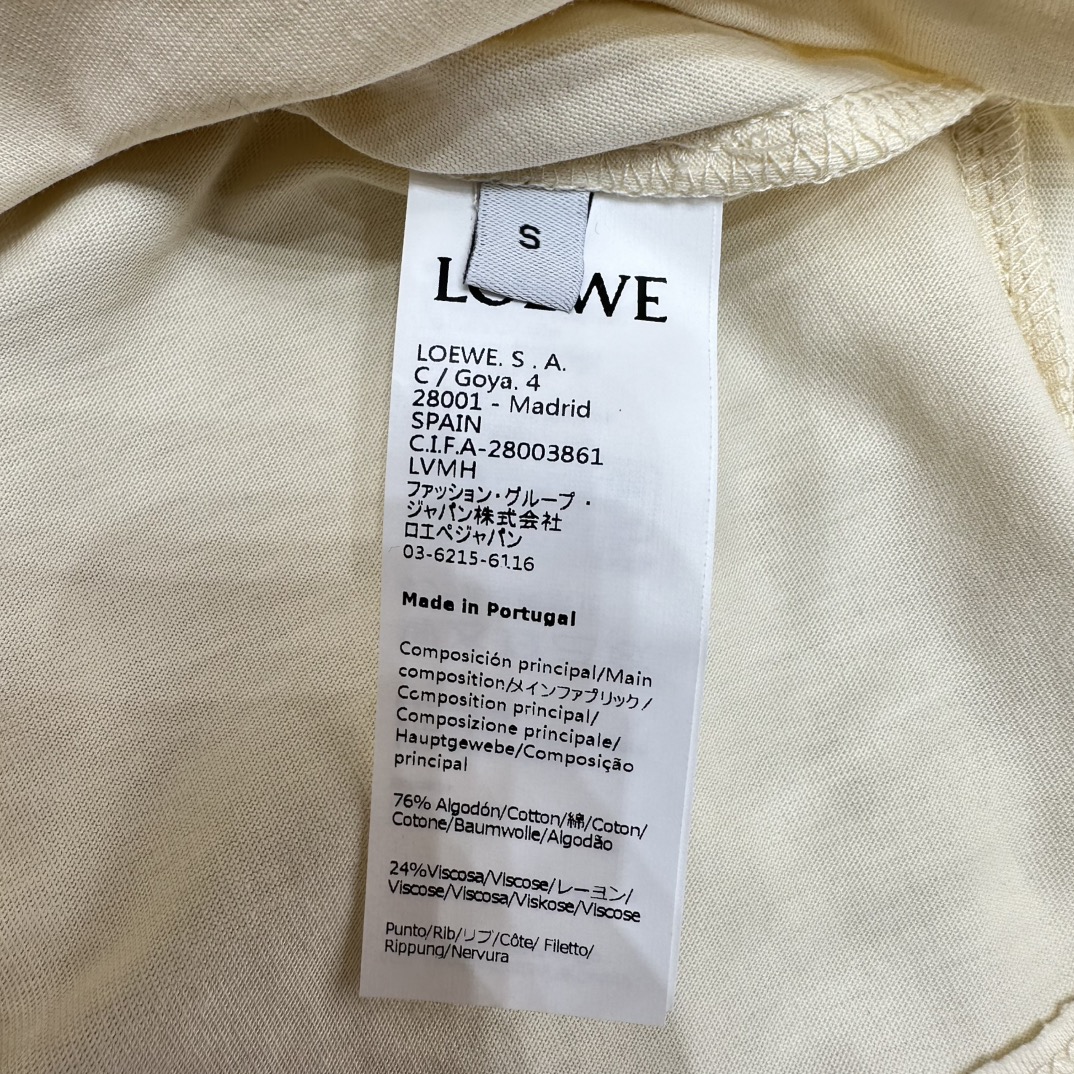 S
LOEWE
LOEWE. S . A.
C / Goya. 4
28001 - Madrid
SPAIN
C.I.F.A-28003861
LVMH
ファッション・グループ・
ジャパン株式会社
ロエベジャパン
03-6215-6116
Made in Portugal
Composición principal/Main
composition/メインファブリック/
Composition principal/
Composizione principale/
Hauptgewebe/Composição
principal
76% Algodón/Cotton/綿/Coton/
Cotone/Baumwolle/Algodão
24%Viscosa/Viscose/レーヨン/
Viscose/Viscosa/Viskose/Viscose
Punto/Rib/リブ/Côte/ Filetto/
Rippung/Nervura